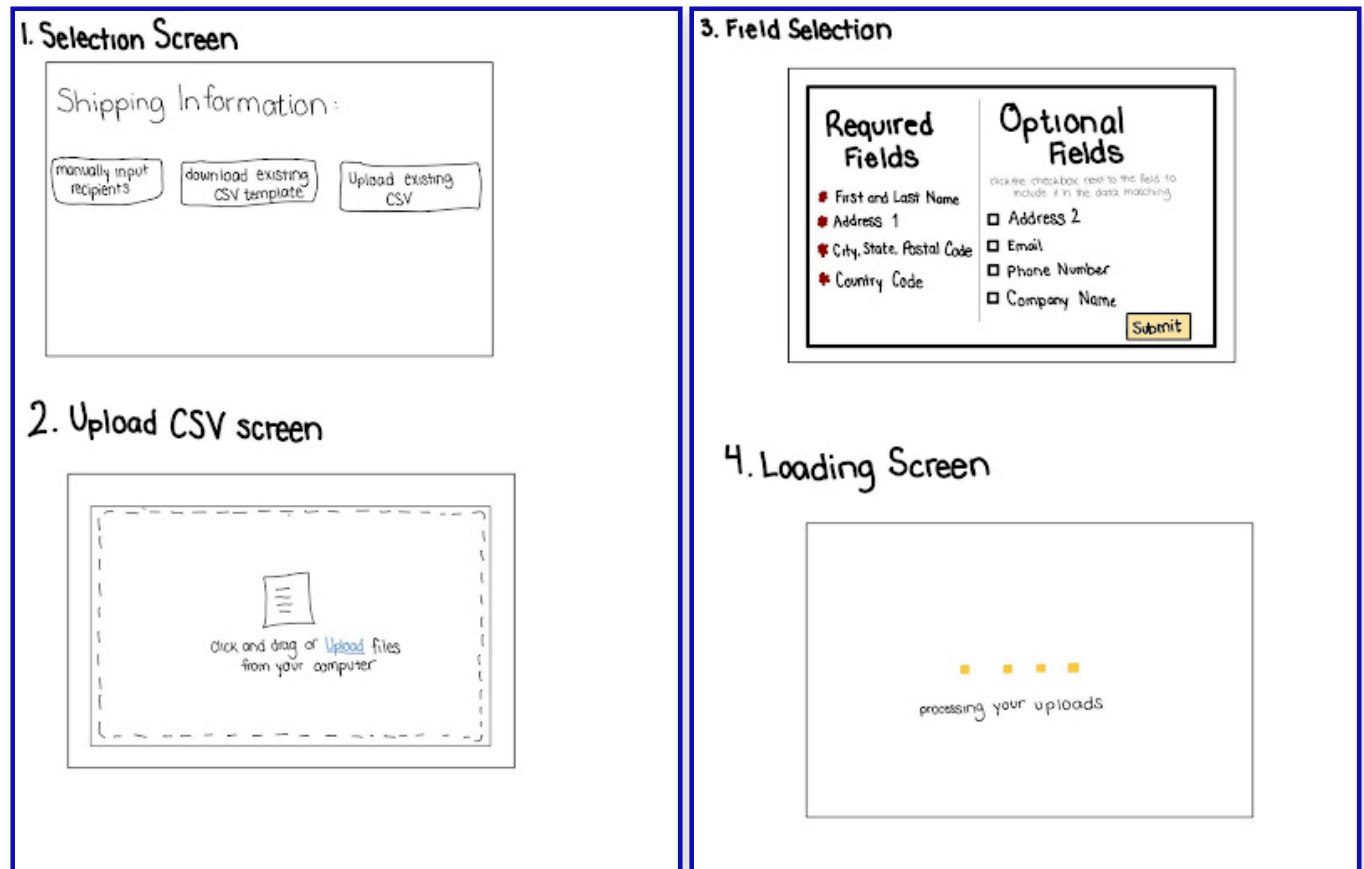 1. Selection Screen
Shipping Information:
manually input
recipients
download existing
CSV template
Upload existing
CSV
2. Upload CSV screen
click and drag or Upload files
from your computer
3. Field Selection
Required
Fields
* First and Last Name
* Address 1
* City, State, Postal Code
* Country Code
Optional
Fields
click the checkbox next to the field to
include it in the data matching
Address 2
Email
Phone Number
Company Name
Submit
4. Loading Screen
processing your uploads